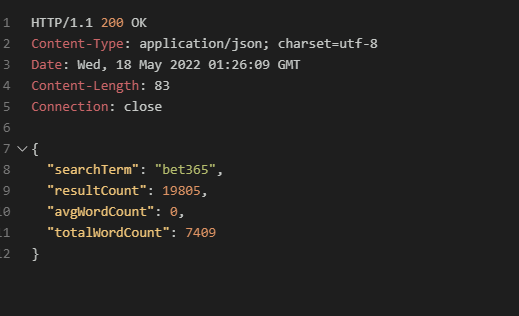 1 HTTP/1.1 200 OK
2 Content-Type: application/json; charset=utf-8
3 Date: Wed, 18 May 2022 01:26:09 GMT
4 Content-Length: 83
5 Connection: close
6
7 {
8 "searchTerm": "bet365",
9 "resultCount": 19805,
10 "avgWordCount": 0,
11 "totalWordCount": 7409
12 }